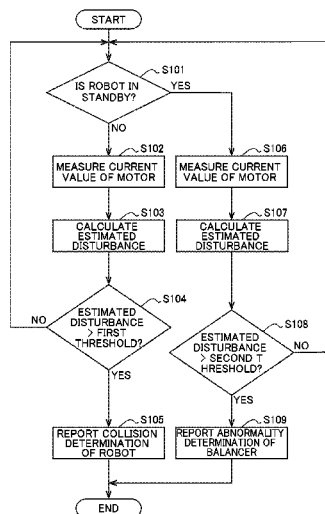 START
S101
IS ROBOT IN
STANDBY?
YES
NO
S102
MEASURE CURRENT
VALUE OF MOTOR
S106
MEASURE CURRENT
VALUE OF MOTOR
S103
CALCULATE
ESTIMATED
DISTURBANCE
S107
CALCULATE
ESTIMATED
DISTURBANCE
S104
ESTIMATED
DISTURBANCE
> FIRST
THRESHOLD?
NO
YES
S108
ESTIMATED
DISTURBANCE
> SECOND T
HRESHOLD?
NO
YES
S105
REPORT COLLISION
DETERMINATION
OF ROBOT
S109
REPORT ABNORMALITY
DETERMINATION OF
BALANCER
END